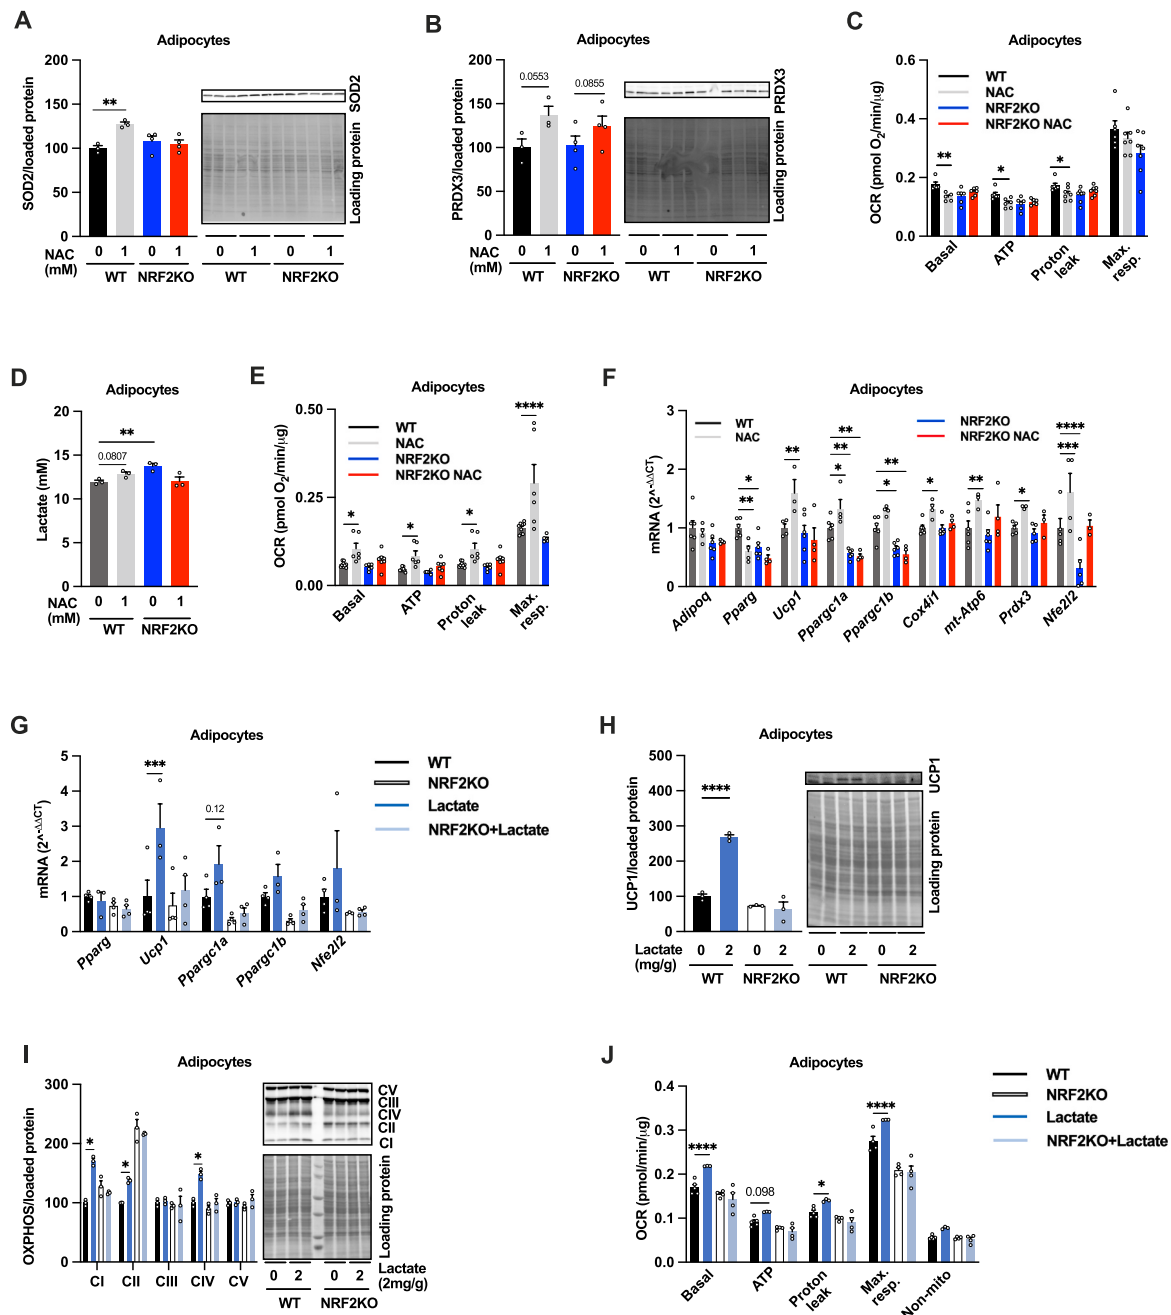 A
Adipocytes
SOD2/loaded protein
200
150
100
50
0
**
SOD2
Loading protein
NAC
(mM)
0 1 0 1
WT NRF2KO
1 1
WT NRF2KO
B
Adipocytes
PRDX3/loaded protein
200
150
100
50
0
0.0553
0.0855
PRDX3
Loading protein
NAC
(mM)
0 1 0 1
WT NRF2KO
0 1 0 1
WT NRF2KO
C
Adipocytes
OCR (pmol O2/min/µg)
0.6
0.4
0.2
0.0
WT
NAC
NRF2KO
NRF2KO NAC
**
*
*
Basal
ATP
Proton
leak
Max.
resp.
D
Adipocytes
Lactate (mM)
20
15
10
5
0
**
0.0807
NAC
(mM)
0 1 0 1
WT NRF2KO
E
Adipocytes
OCR (pmol O2/min/µg)
0.50
0.25
0.00
WT
NAC
NRF2KO
NRF2KO NAC
*
*
*
****
Basal
ATP
Proton
leak
Max.
resp.
F
Adipocytes
mRNA (2^-ΔΔCT)
3
2
1
0
WT
NAC
NRF2KO
NRF2KO NAC
*
**
**
**
**
*
**
*
*
**
*
****
***
Adipoq
Pparg
Ucp1
Ppargc1a
Ppargc1b
Cox4i1
mt-Atp6
Prdx3
Nfe2l2
G
Adipocytes
mRNA (2^-ΔΔCT)
5
4
3
2
1
0
***
0.12
Pparg
Ucp1
Ppargc1a
Ppargc1b
Nfe2l2
WT
NRF2KO
Lactate
NRF2KO+Lactate
H
Adipocytes
UCP1/loaded protein
500
400
300
200
100
0
****
UCP1
Loading protein
Lactate
(mg/g)
0 2 0 2
WT NRF2KO
0 2 0 2
WT NRF2KO
I
Adipocytes
OXPHOS/loaded protein
300
200
100
0
*
*
*
CI CII CIII CIV CV
CV
CIII
CIV
CII
CI
Loading protein
0 2 0 2
Lactate
(2mg/g)
WT NRF2KO
J
Adipocytes
OCR (pmol/min/µg)
0.4
0.3
0.2
0.1
0.0
****
0.098
*
****
Basal
ATP
Proton
leak
Max.
resp.
Non-mito
WT
NRF2KO
Lactate
NRF2KO+Lactate